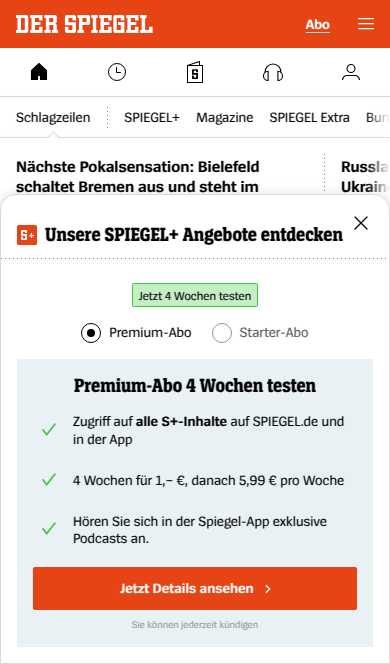 DER SPIEGEL
Abo
Schlagzeilen
SPIEGEL+
Magazine
SPIEGEL Extra
Nächste Pokalsensation: Bielefeld
schaltet Bremen aus und steht im
S+ Unsere SPIEGEL+ Angebote entdecken
Jetzt 4 Wochen testen
Premium-Abo
Starter-Abo
Premium-Abo 4 Wochen testen
Zugriff auf alle S+-Inhalte auf SPIEGEL.de und
in der App
4 Wochen für 1,– €, danach 5,99 € pro Woche
Hören Sie sich in der Spiegel-App exklusive
Podcasts an.
Jetzt Details ansehen
Sie können jederzeit kündigen